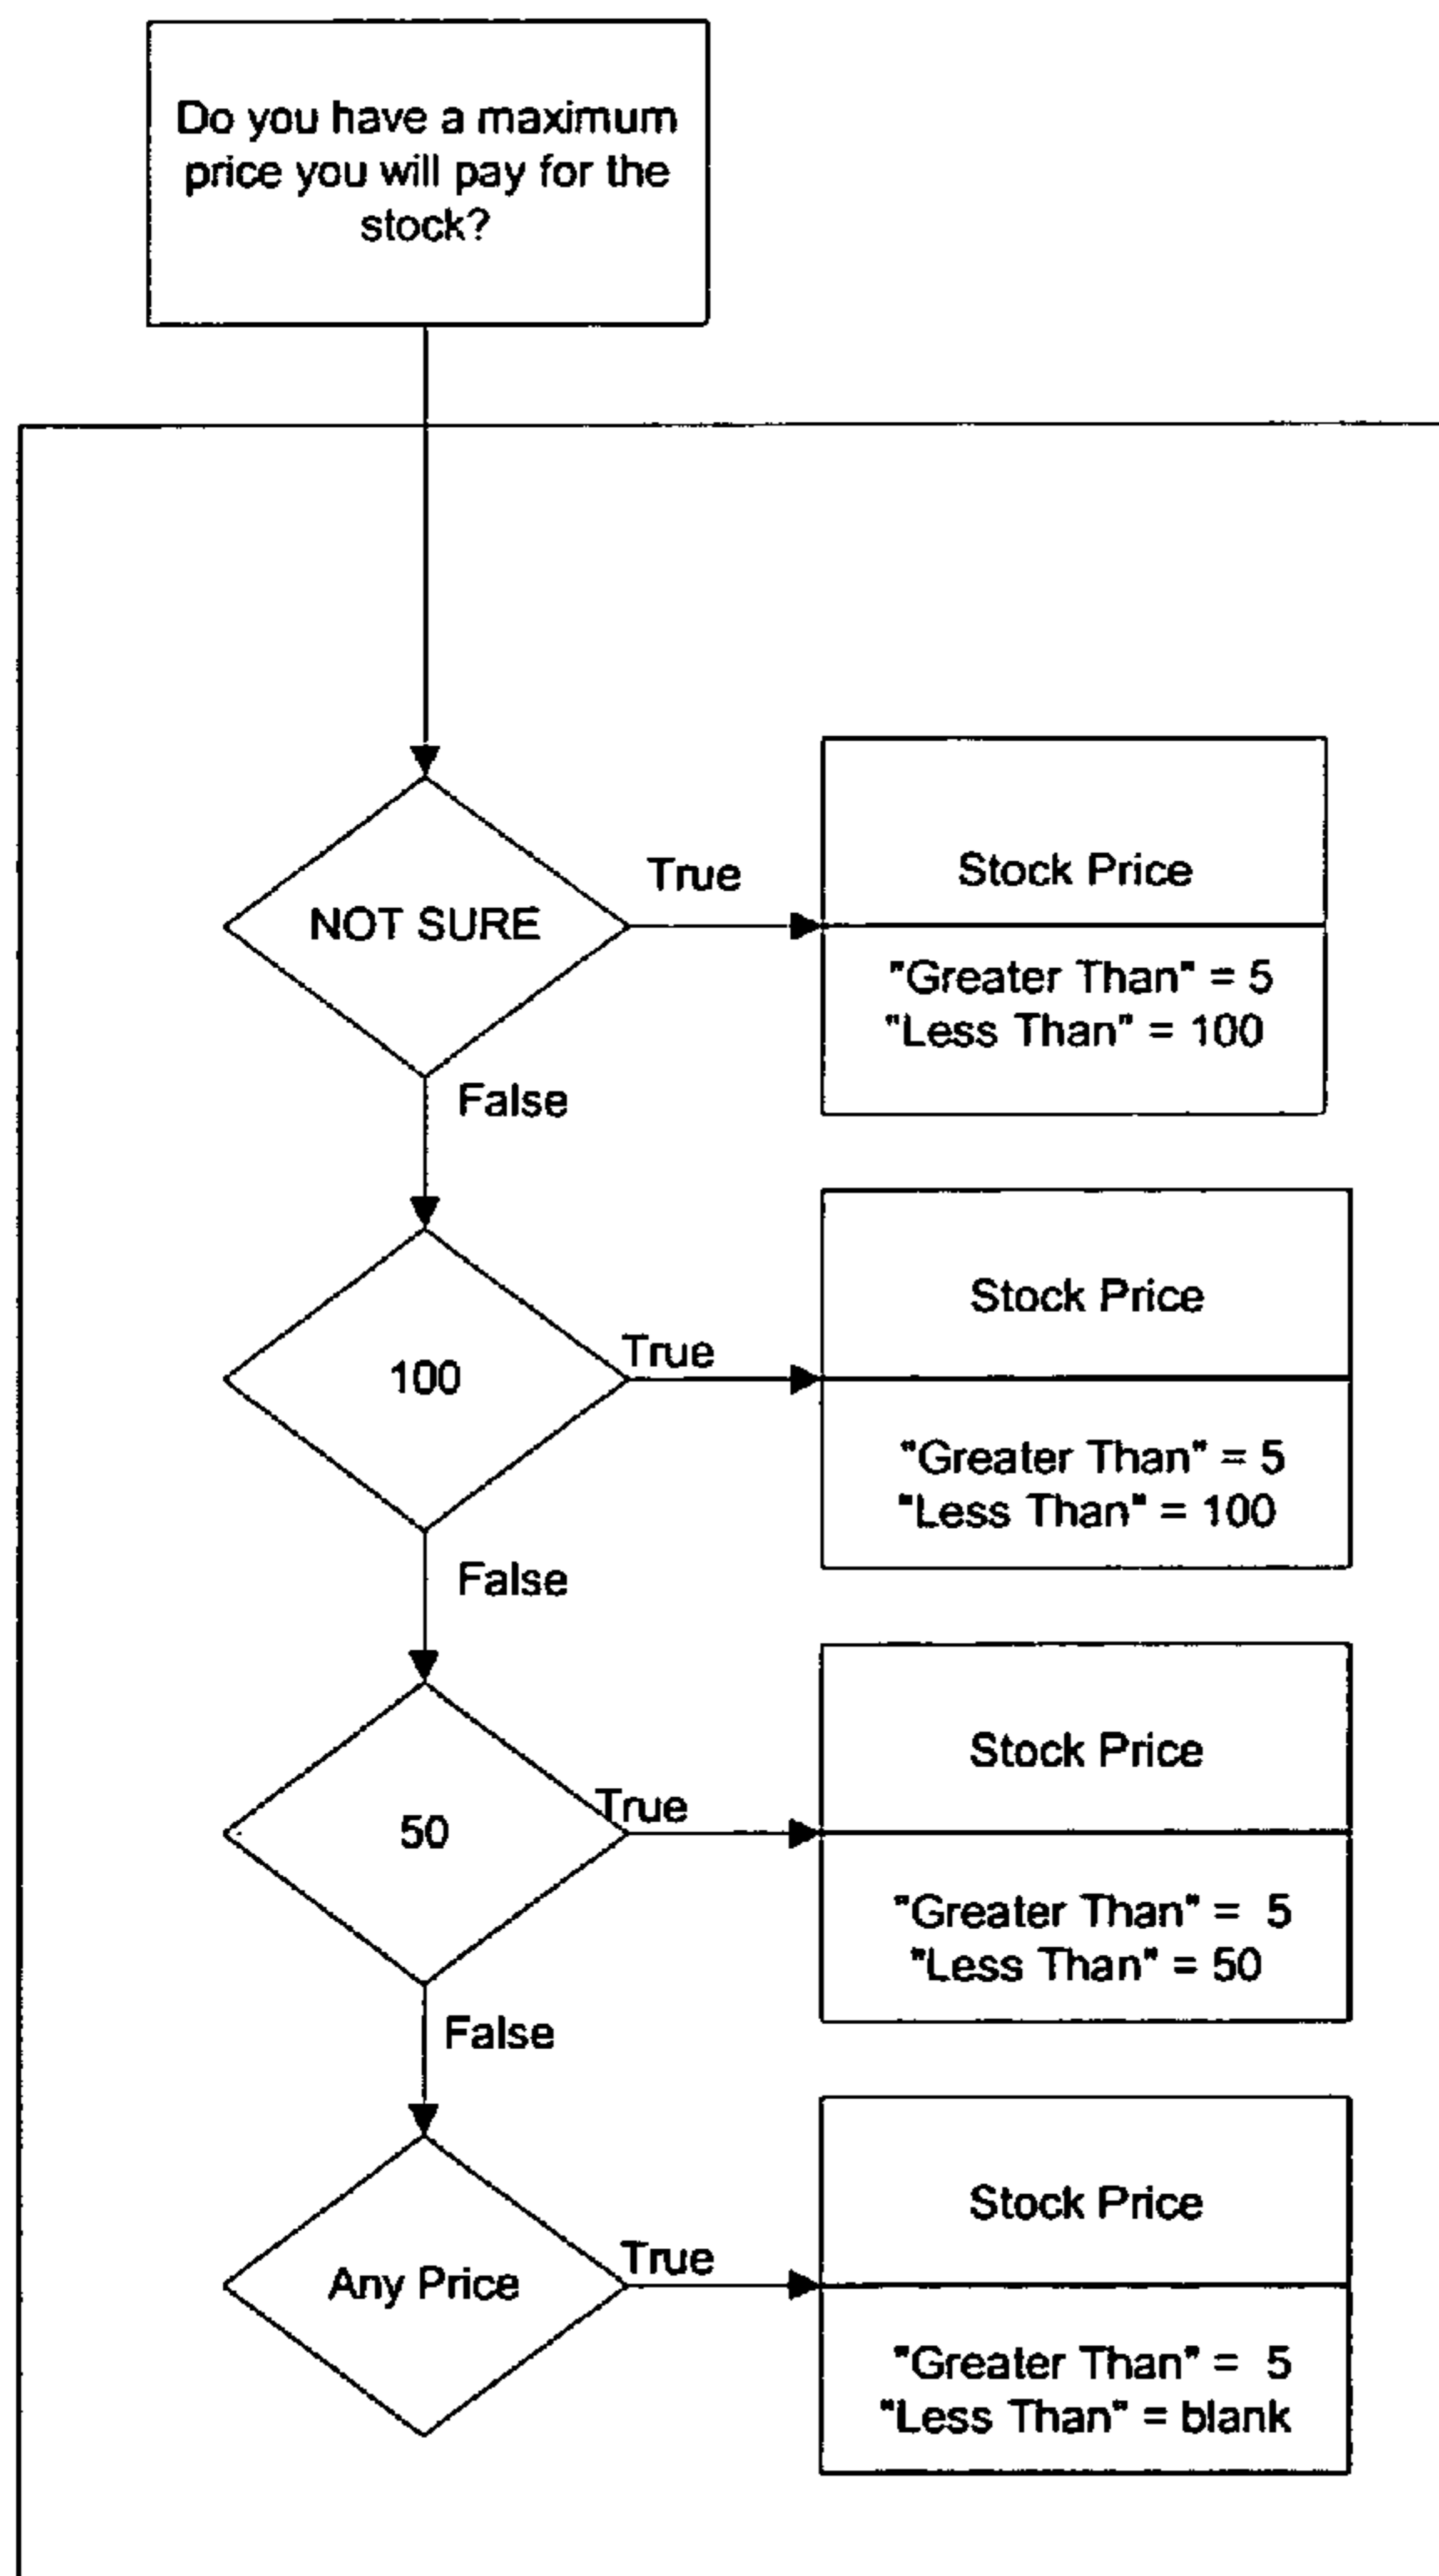 Do you have a maximum
price you will pay for the
stock?
NOT SURE
True
Stock Price
"Greater Than" = 5
"Less Than" = 100
False
100
True
Stock Price
"Greater Than" = 5
"Less Than" = 100
False
50
True
Stock Price
"Greater Than" = 5
"Less Than" = 50
False
Any Price
True
Stock Price
"Greater Than" = 5
"Less Than" = blank